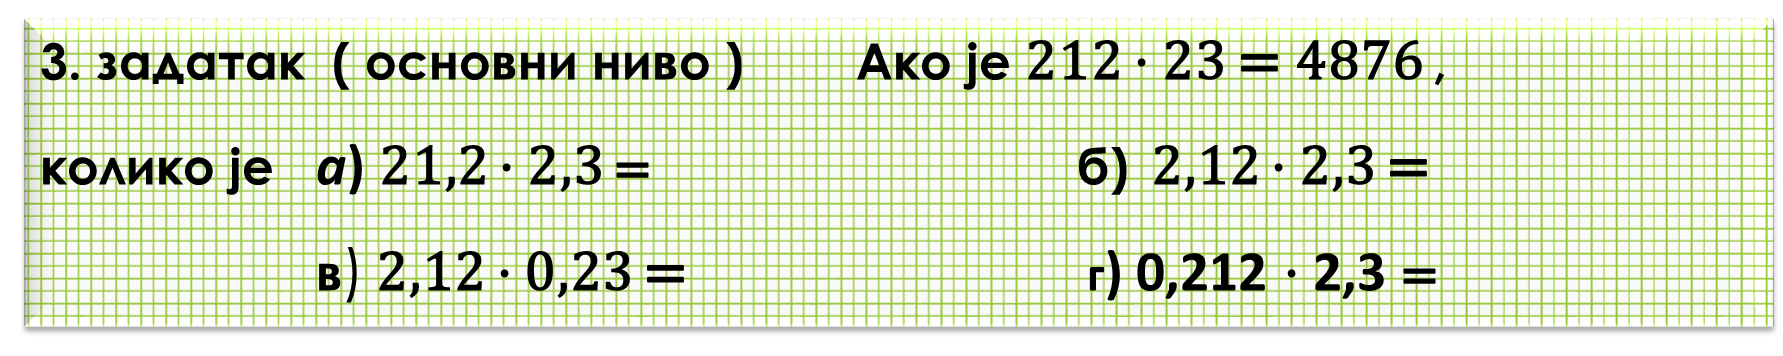 3. задатак ( основни ниво ) Ако је 212 · 23 = 4876 ,
колико је а) 21,2 · 2,3 = б) 2,12 · 2,3 =
в) 2,12 · 0,23 = г) 0,212 · 2,3 =